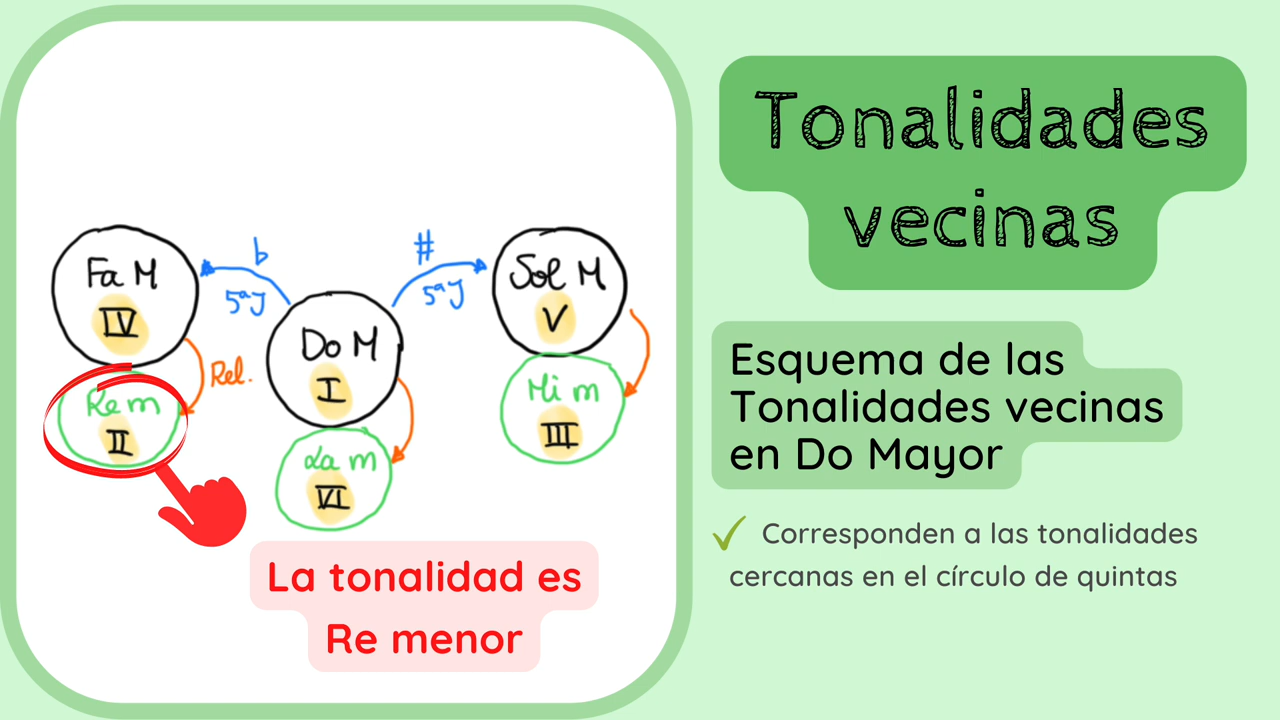 Tonalidades
vecinas
Esquema de las
Tonalidades vecinas
en Do Mayor
Corresponden a las tonalidades
cercanas en el círculo de quintas
Fa M
IV
b
5ªJ
#
5ªJ
Sol M
V
Do M
I
Rel.
Re m
II
Mi m
III
La m
VI
La tonalidad es
Re menor